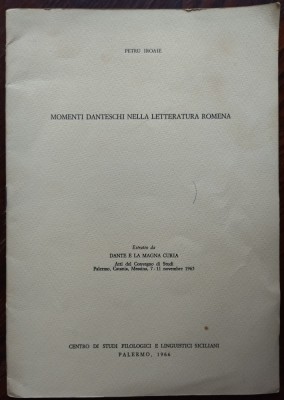 PETRU IROAIE
MOMENTI DANTESCHI NELLA LETTERATURA ROMENA
Estratto da
DANTE E LA MAGNA CURIA
Atti del Convegno di Studi
Palermo, Catania, Messina, 7-11 novembre 1965
CENTRO DI STUDI FILOLOGICI E LINGUISTICI SICILIANI
PALERMO, 1966